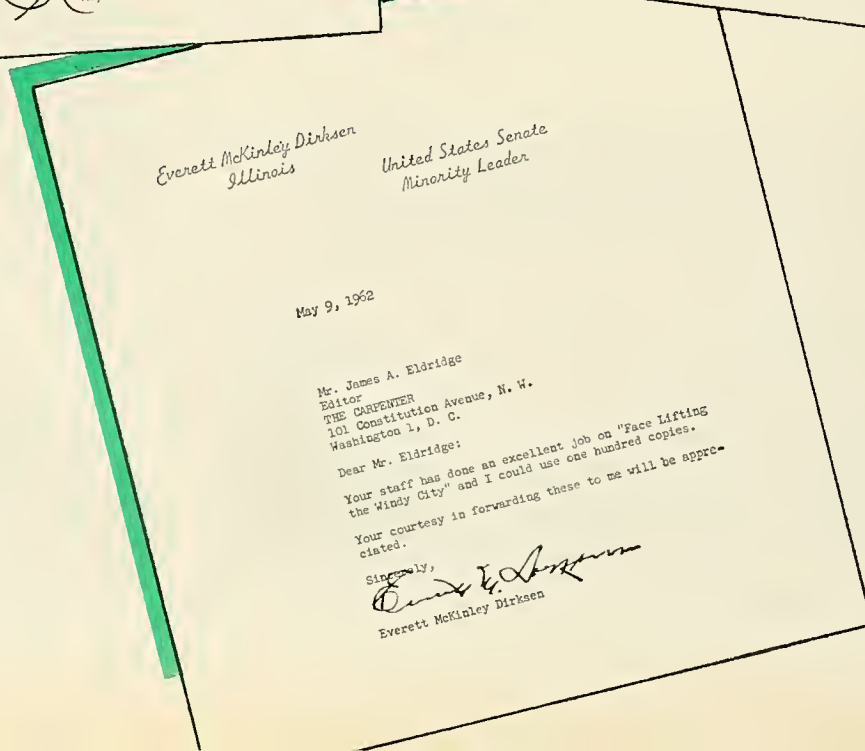 Everett McKinley Dirksen
Illinois
United States Senate
Minority Leader
May 9, 1962
Mr. James A. Eldridge
Editor
THE CARPENTER
101 Constitution Avenue, N. W.
Washington 1, D. C.
Dear Mr. Eldridge:
Your staff has done an excellent job on "Face Lifting
the Windy City" and I could use one hundred copies.
Your courtesy in forwarding these to me will be appre-
ciated.
Sincerely,
Everett McKinley Dirksen